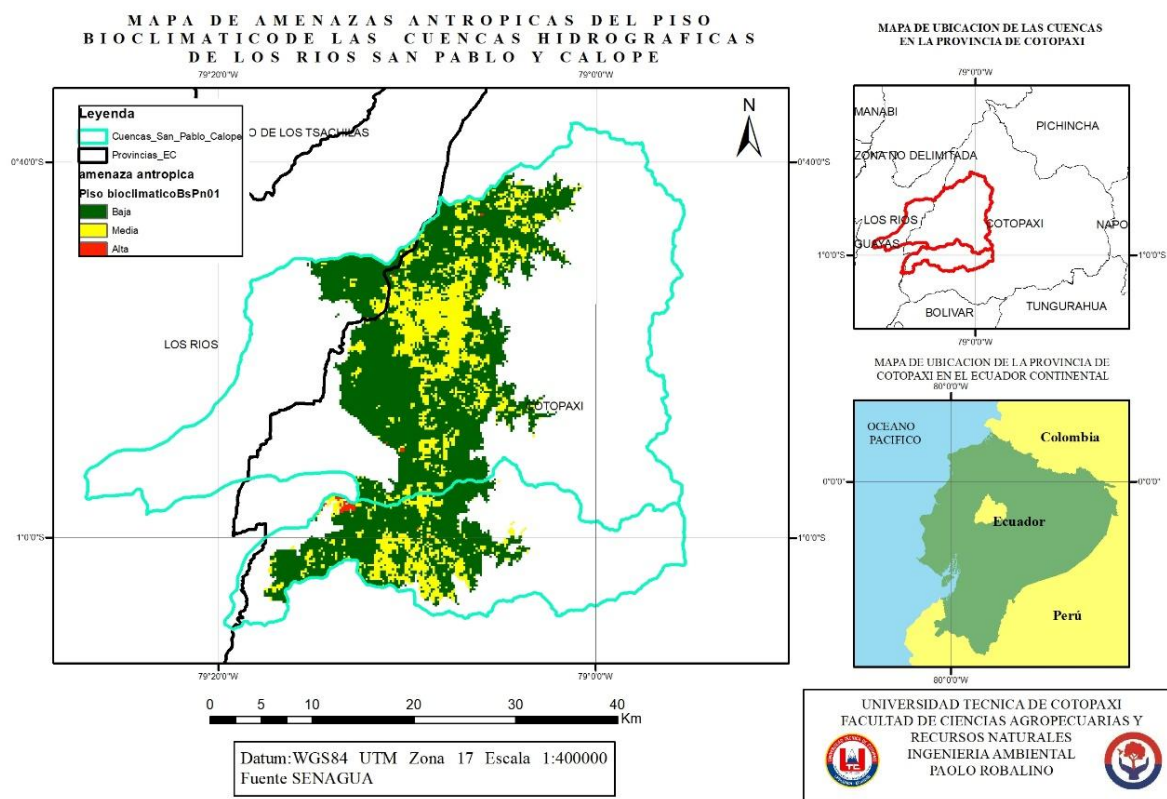 MAPA DE AMENAZAS ANTROPICAS DEL PISO
BIOCLIMATICODE LAS CUENCAS HIDROGRAFICAS
DE LOS RIOS SAN PABLO Y CALOPE
79°20'0"W
79°0'0"W
Leyenda
Cuencas_San_Pablo_Calope
Provincias_EC
amenaza antropica
Piso bioclimaticoBsPn01
Baja
Media
Alta
O DE LOS TSACHILAS
N
0°40'0"S
0°40'0"S
LOS RIOS
COTOPAXI
1°0'0"S
1°0'0"S
79°20'0"W
79°0'0"W
0 5 10 20 30 40
Km
Datum:WGS84 UTM Zona 17 Escala 1:400000
Fuente SENAGUA
MAPA DE UBICACION DE LAS CUENCAS
EN LA PROVINCIA DE COTOPAXI
79°0'0"W
MANABI
PICHINCHA
ZONA NO DELIMITADA
LOS RIOS
COTOPAXI
NAPO
GUAYAS
1°0'0"S
1°0'0"S
BOLIVAR
TUNGURAHUA
79°0'0"W
MAPA DE UBICACION DE LA PROVINCIA DE
COTOPAXI EN EL ECUADOR CONTINENTAL
80°0'0"W
OCEANO
PACIFICO
Colombia
0°0'0"
0°0'0"
Ecuador
Perú
80°0'0"W
UNIVERSIDAD TECNICA DE COTOPAXI
FACULTAD DE CIENCIAS AGROPECUARIAS Y
RECURSOS NATURALES
INGENIERIA AMBIENTAL
PAOLO ROBALINO